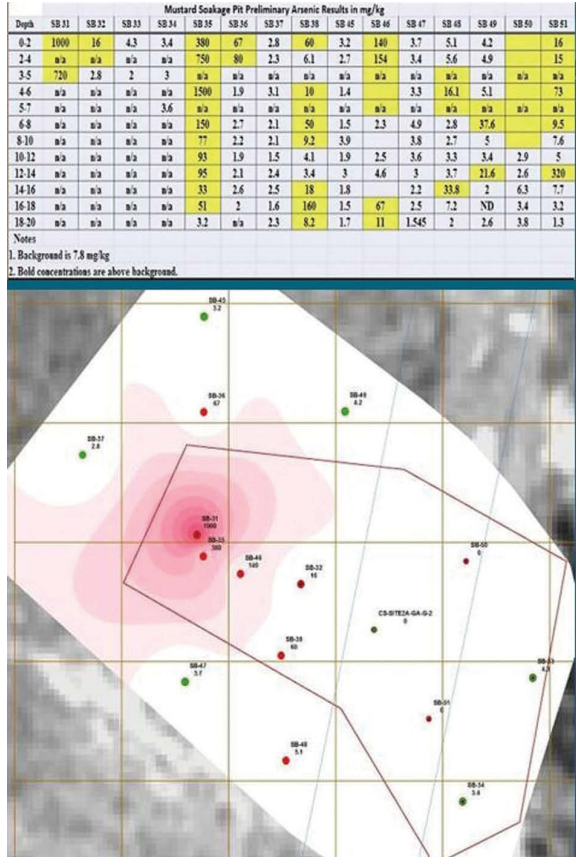 Mustard Soakage Pit Preliminary Arsenic Results in mg/kg
Depth SB 31 SB 32 SB 33 SB 34 SB 35 SB 36 SB 37 SB 38 SB 45 SB 46 SB 47 SB 48 SB 49 SB 50 SB 51
0-2 1000 16 4.3 3.4 380 67 2.8 60 3.2 140 3.7 5.1 4.2 16
2-4 n/a n/a n/a n/a 750 80 2.3 6.1 2.7 154 3.4 5.6 4.9 15
3-5 720 2.8 2 3 n/a n/a n/a n/a n/a n/a n/a n/a n/a n/a n/a
4-6 n/a n/a n/a n/a 1500 1.9 3.1 10 1.4 3.3 16.1 5.1 73
5-7 n/a n/a n/a 3.6 n/a n/a n/a n/a n/a n/a n/a n/a n/a n/a n/a
6-8 n/a n/a n/a n/a 150 2.7 2.1 50 1.5 2.3 4.9 2.8 37.6 9.5
8-10 n/a n/a n/a n/a 77 2.2 2.1 9.2 3.9 3.8 2.7 5 7.6
10-12 n/a n/a n/a n/a 93 1.9 1.5 4.1 1.9 2.5 3.6 3.3 3.4 2.9 5
12-14 n/a n/a n/a n/a 95 2.1 2.4 3.4 3 4.6 3 3.7 21.6 2.6 320
14-16 n/a n/a n/a n/a 33 2.6 2.5 18 1.8 2.2 33.8 2 6.3 7.7
16-18 n/a n/a n/a n/a 51 2 1.6 160 1.5 67 2.5 7.2 ND 3.4 3.2
18-20 n/a n/a n/a n/a 3.2 n/a 2.3 8.2 1.7 11 1.545 2 2.6 3.8 1.3
Notes
1. Background is 7.8 mg/kg
2. Bold concentrations are above background.
SB-45
3.2
SB-36
67
SB-49
4.2
SB-37
2.8
SB-31
1000
SB-35
380
SB-46
140
SB-32
16
SB-50
0
CS-SITE2A-GA-G-2
0
SB-38
60
SB-47
3.7
SB-33
4.3
SB-51
0
SB-48
5.1
SB-34
3.4